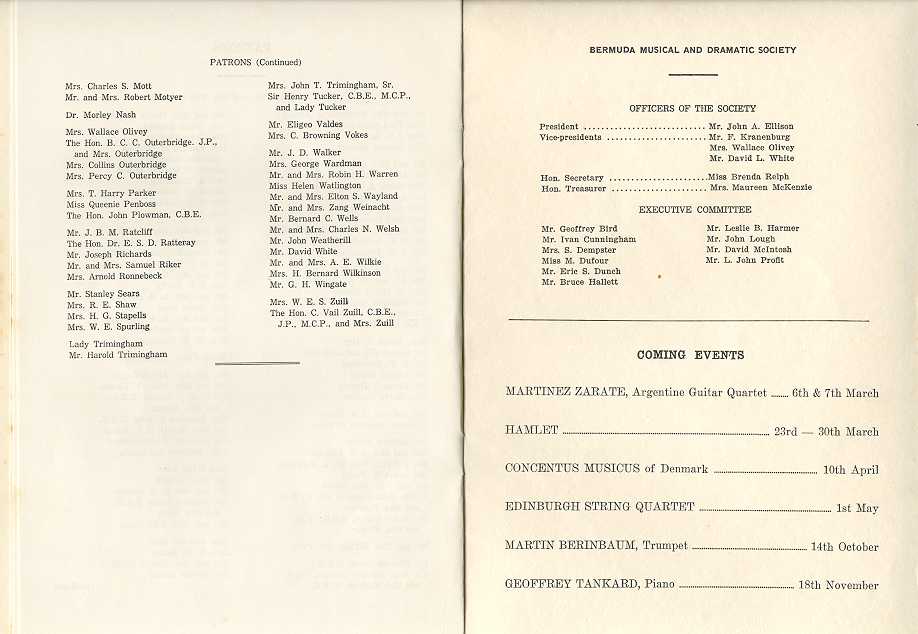 PATRONS (Continued)
Mrs. Charles S. Mott
Mr. and Mrs. Robert Motyer
Dr. Morley Nash
Mrs. Wallace Olivey
The Hon. B. C. C. Outerbridge. J.P.,
and Mrs. Outerbridge
Mrs. Collins Outerbridge
Mrs. Percy C. Outerbridge
Mrs. T. Harry Parker
Miss Queenie Penboss
The Hon. John Plowman, C.B.E.
Mr. J. B. M. Ratcliff
The Hon. Dr. E. S. D. Ratteray
Mr. Joseph Richards
Mr. and Mrs. Samuel Riker
Mrs. Arnold Ronnebeck
Mr. Stanley Sears
Mrs. R. E. Shaw
Mrs. H. G. Stapells
Mrs. W. E. Spurling
Lady Trimingham
Mr. Harold Trimingham
Mrs. John T. Trimingham, Sr.
Sir Henry Tucker, C.B.E., M.C.P.,
and Lady Tucker
Mr. Eligeo Valdes
Mrs. C. Browning Vokes
Mr. J. D. Walker
Mrs. George Wardman
Mr. and Mrs. Robin H. Warren
Miss Helen Watlington
Mr. and Mrs. Elton S. Wayland
Mr. and Mrs. Zang Weinacht
Mr. Bernard C. Wells
Mr. and Mrs. Charles N. Welsh
Mr. John Weatherill
Mr. David White
Mr. and Mrs. A. E. Wilkie
Mrs. H. Bernard Wilkinson
Mr. G. H. Wingate
Mrs. W. E. S. Zuill
The Hon. C. Vail Zuill, C.B.E.,
J.P., M.C.P., and Mrs. Zuill
BERMUDA MUSICAL AND DRAMATIC SOCIETY
OFFICERS OF THE SOCIETY
President ............................ Mr. John A. Ellison
Vice-presidents ....................... Mr. F. Kranenburg
Mrs. Wallace Olivey
Mr. David L. White
Hon. Secretary ......................Miss Brenda Relph
Hon. Treasurer ...................... Mrs. Maureen McKenzie
EXECUTIVE COMMITTEE
Mr. Geoffrey Bird
Mr. Ivan Cunningham
Mrs. S. Dempster
Miss M. Dufour
Mr. Eric S. Dunch
Mr. Bruce Hallett
Mr. Leslie B. Harmer
Mr. John Lough
Mr. David McIntosh
Mr. L. John Profit
COMING EVENTS
MARTINEZ ZARATE, Argentine Guitar Quartet ....... 6th & 7th March
HAMLET ........................................ 23rd — 30th March
CONCENTUS MUSICUS of Denmark .................... 10th April
EDINBURGH STRING QUARTET ........................ 1st May
MARTIN BERINBAUM, Trumpet ....................... 14th October
GEOFFREY TANKARD, Piano ......................... 18th November